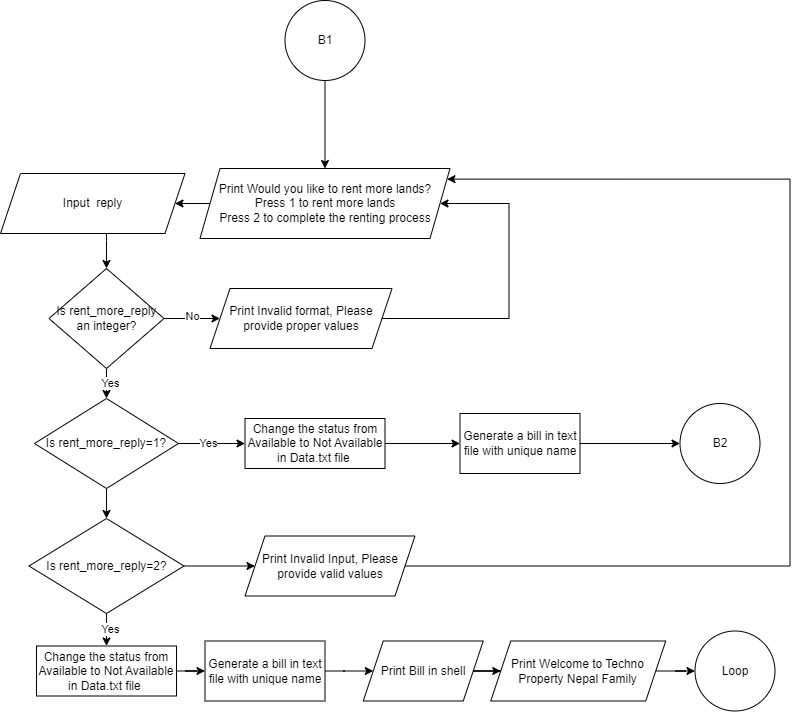 B1
Print Would you like to rent more lands?
Press 1 to rent more lands
Press 2 to complete the renting process
Input reply
Is rent_more_reply
an integer?
No
Print Invalid format, Please
provide proper values
Yes
Is rent_more_reply=1?
Yes
Change the status from
Available to Not Available
in Data.txt file
Generate a bill in text
file with unique name
B2
Is rent_more_reply=2?
Print Invalid Input, Please
provide valid values
Yes
Change the status from
Available to Not Available
in Data.txt file
Generate a bill in text
file with unique name
Print Bill in shell
Print Welcome to Techno
Property Nepal Family
Loop